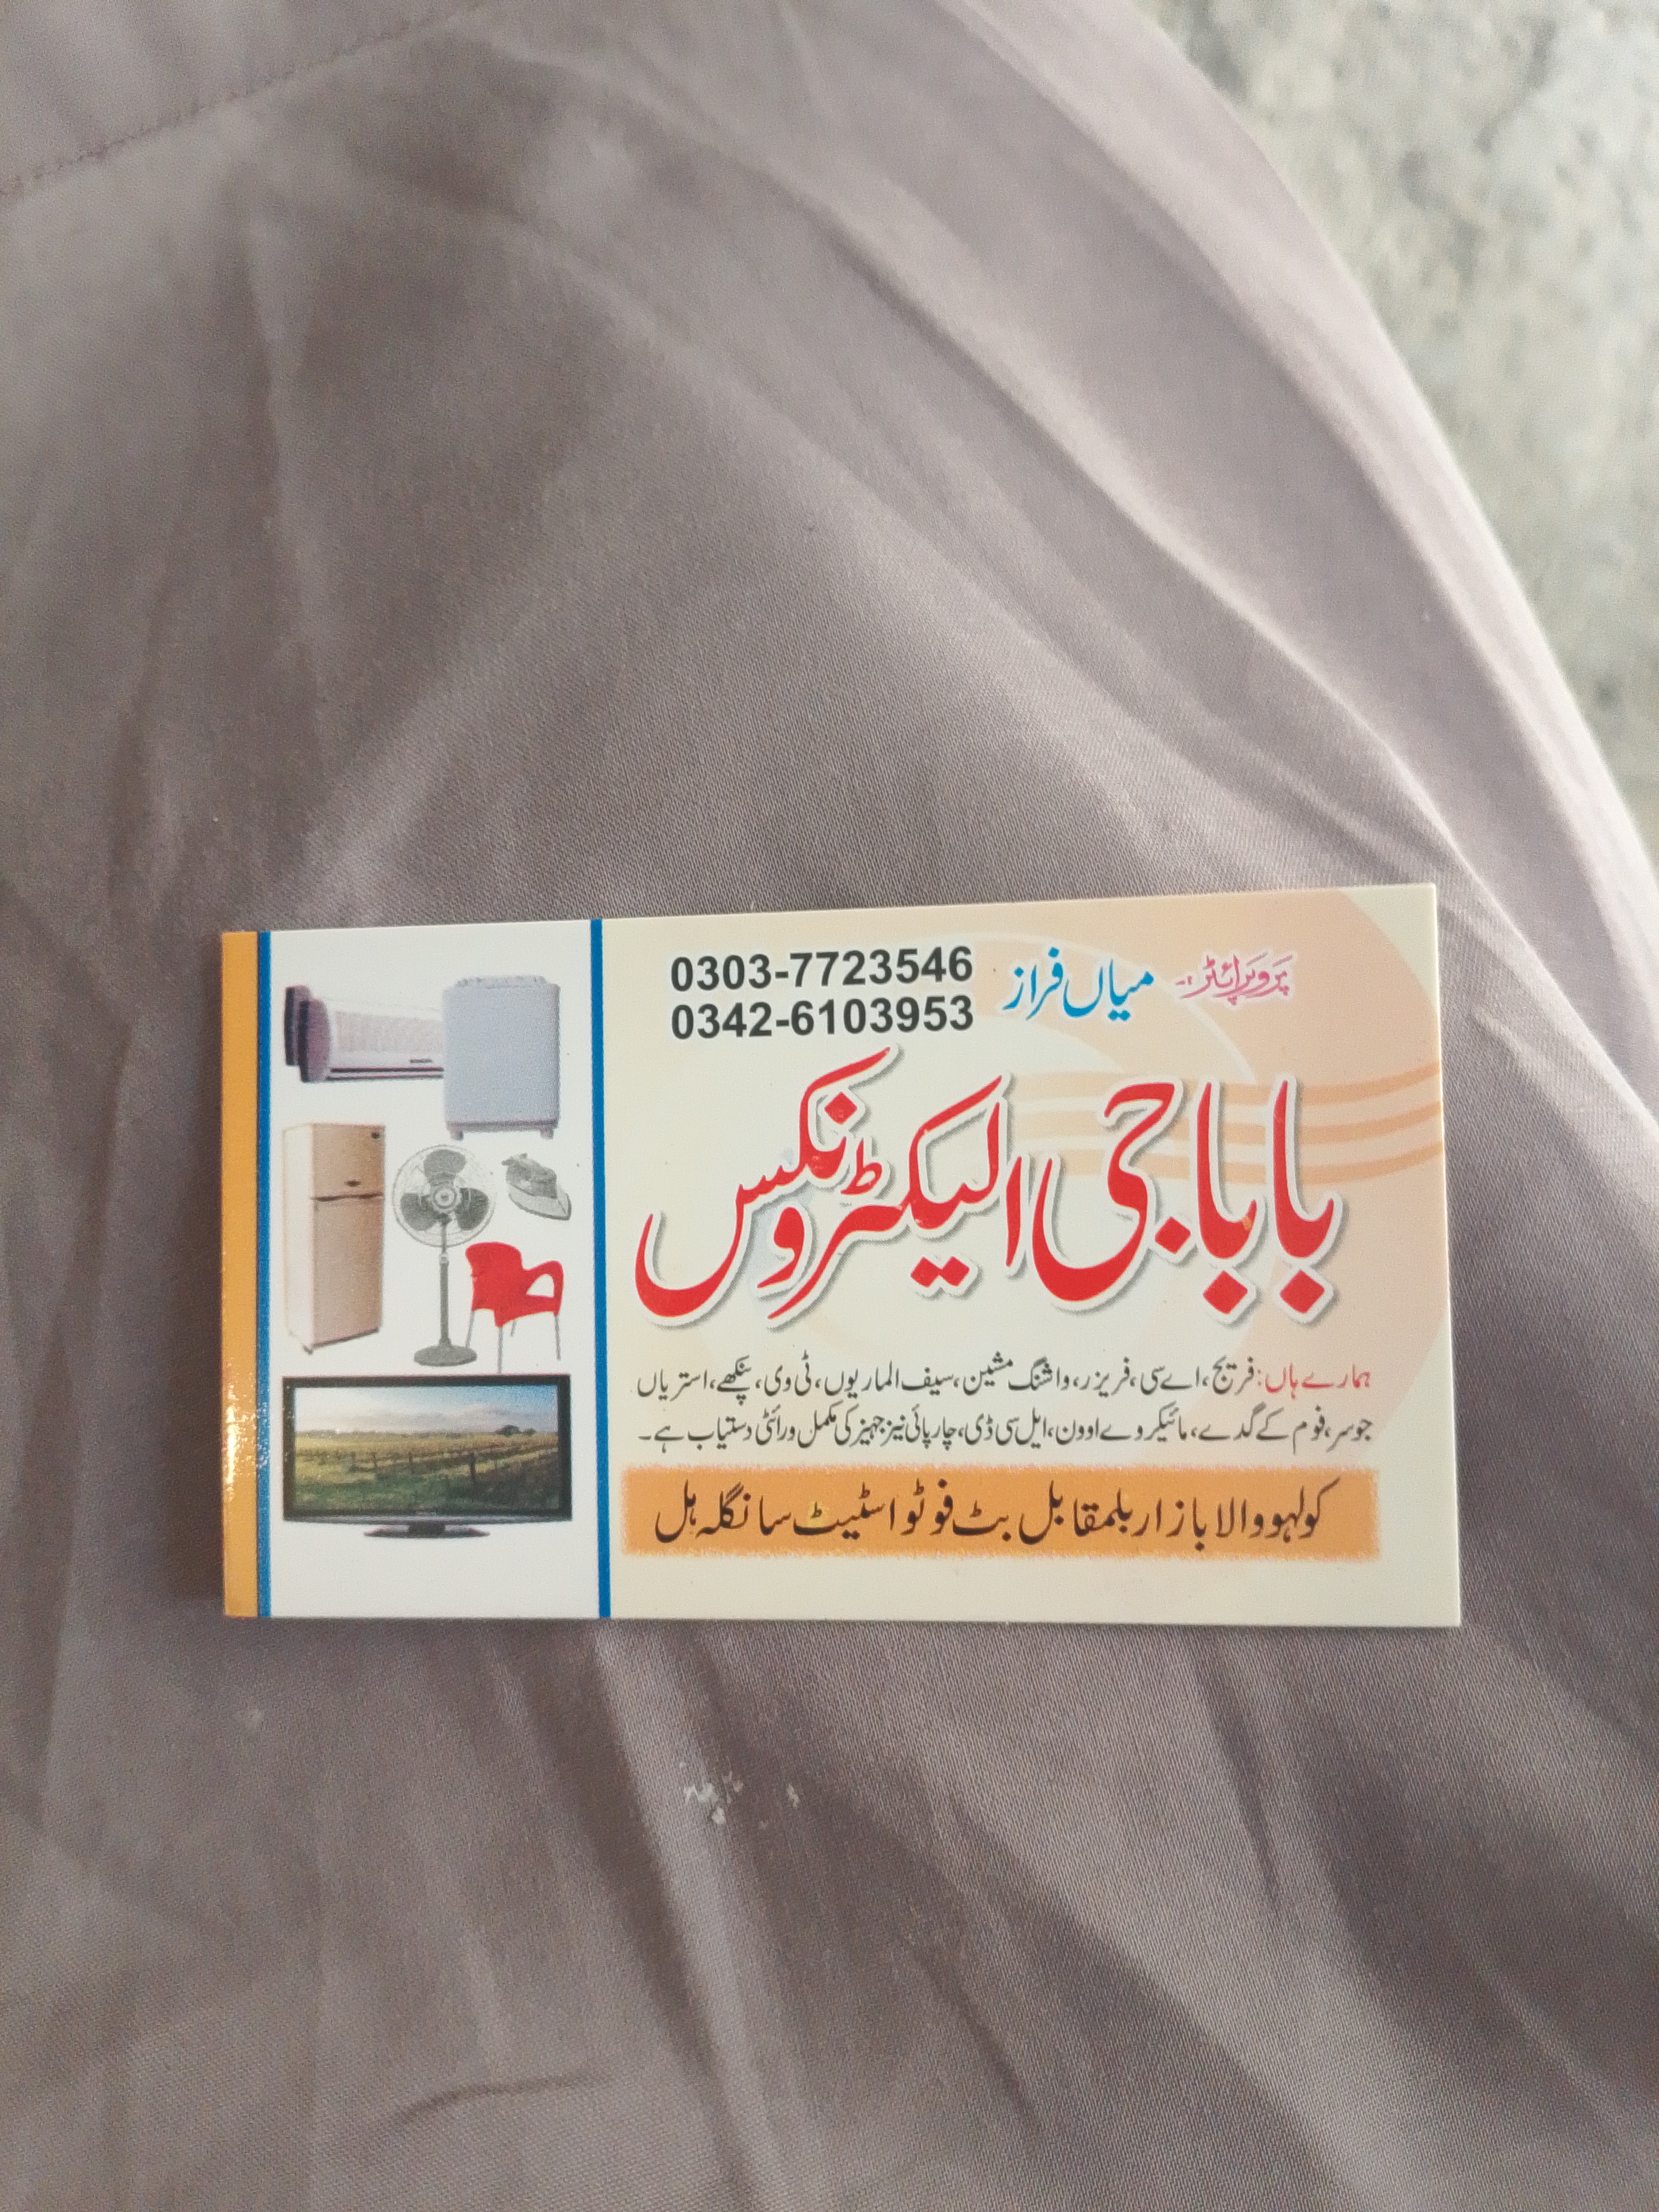 پروپرائٹر:۔ میاں فراز
0303-7723546
0342-6103953
باباجی الیکٹرونکس
ہمارے ہاں: فریج، اے سی، فریزر، واشنگ مشین، سیف الماریوں، ٹی وی، پنکھے، استریاں
جوسر، فوم کے گدے، مائیکرو ے اوون، ایل سی ڈی، چارپائی نیز جہیز کی مکمل ورائٹی دستیاب ہے۔
کولہو والا بازار بلمقابل بٹ فوٹو اسٹیٹ سانگلہ ہل